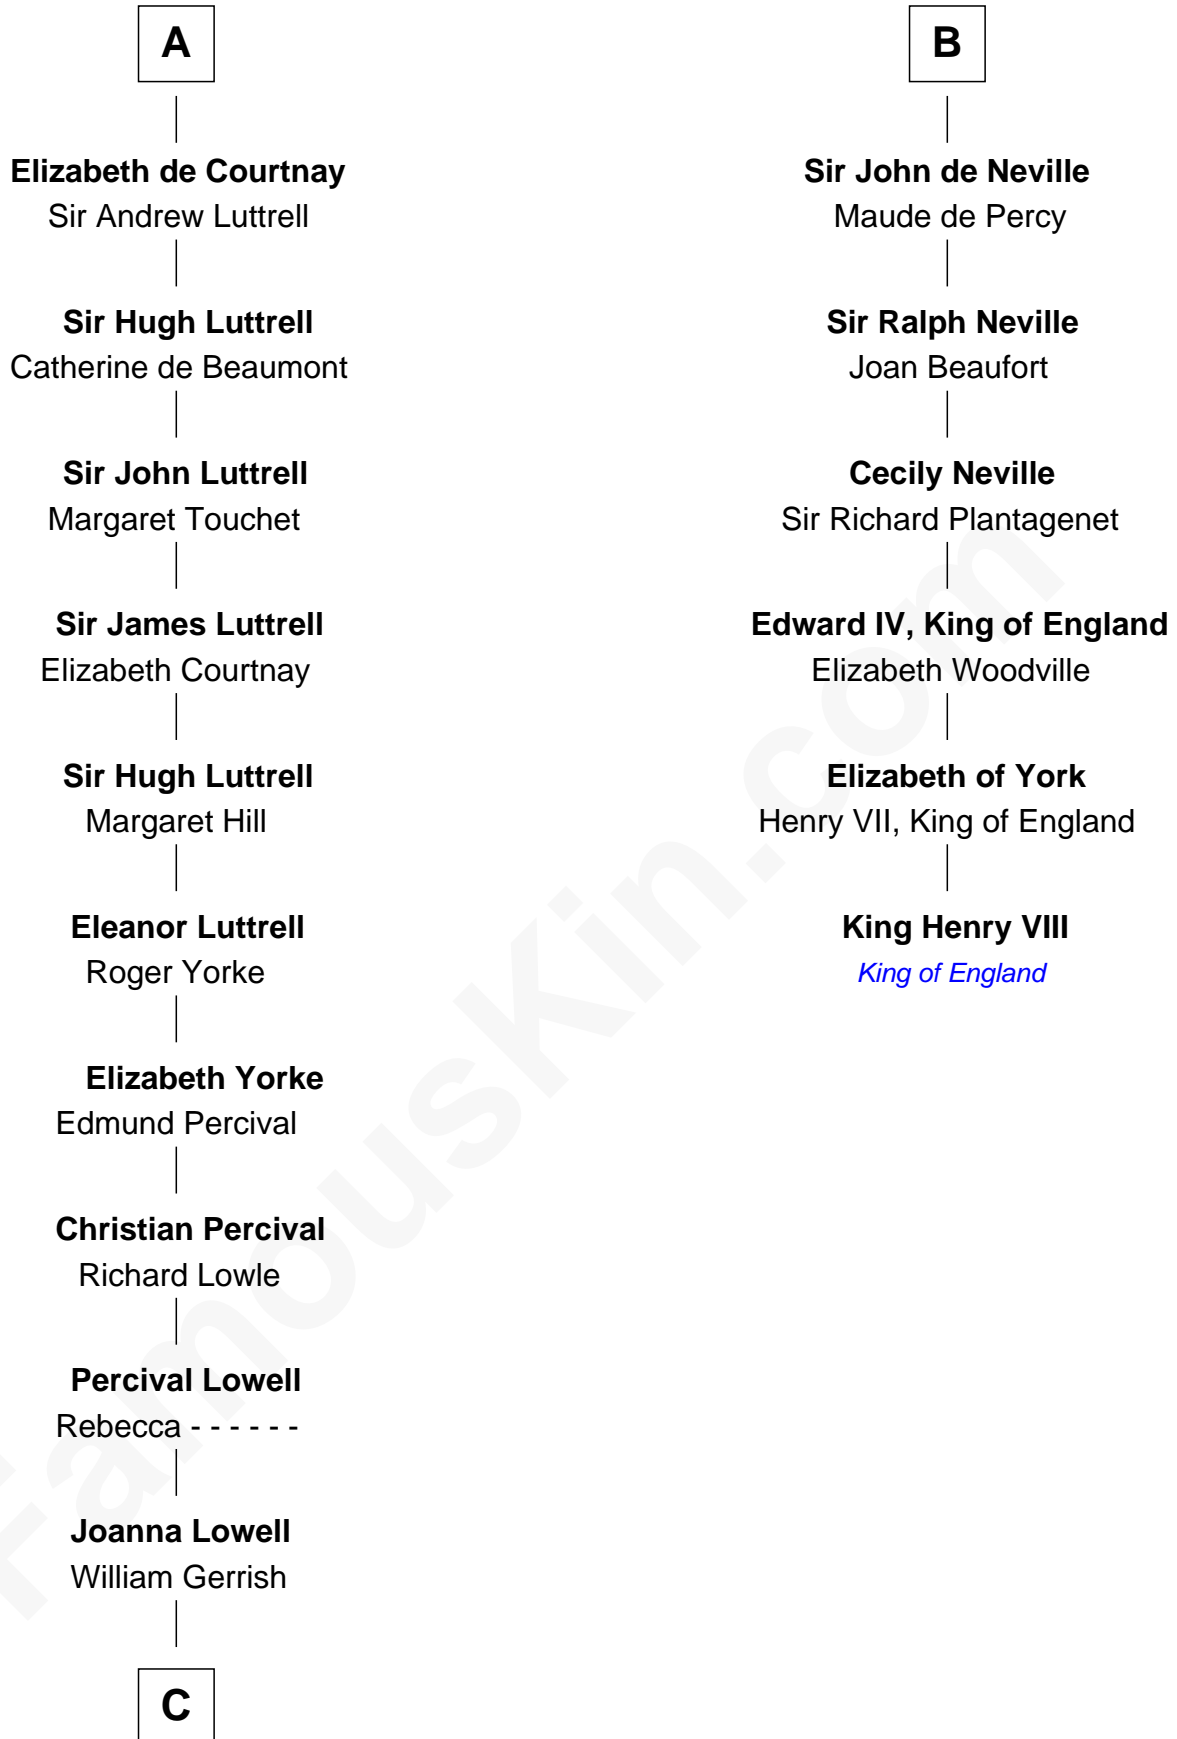 A
Elizabeth de Courtnay
Sir Andrew Luttrell
Sir Hugh Luttrell
Catherine de Beaumont
Sir John Luttrell
Margaret Touchet
Sir James Luttrell
Elizabeth Courtnay
Sir Hugh Luttrell
Margaret Hill
Eleanor Luttrell
Roger Yorke
Elizabeth Yorke
Edmund Percival
Christian Percival
Richard Lowle
Percival Lowell
Rebecca - - - - - -
Joanna Lowell
William Gerrish
C
B
Sir John de Neville
Maude de Percy
Sir Ralph Neville
Joan Beaufort
Cecily Neville
Sir Richard Plantagenet
Edward IV, King of England
Elizabeth Woodville
Elizabeth of York
Henry VII, King of England
King Henry VIII
King of England
FamousKin.com